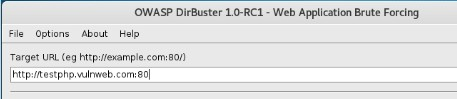 OWASP DirBuster 1.0-RC1 - Web Application Brute Forcing
File Options About Help
Target URL (eg http://example.com:80/)
http://testphp.vulnweb.com:80